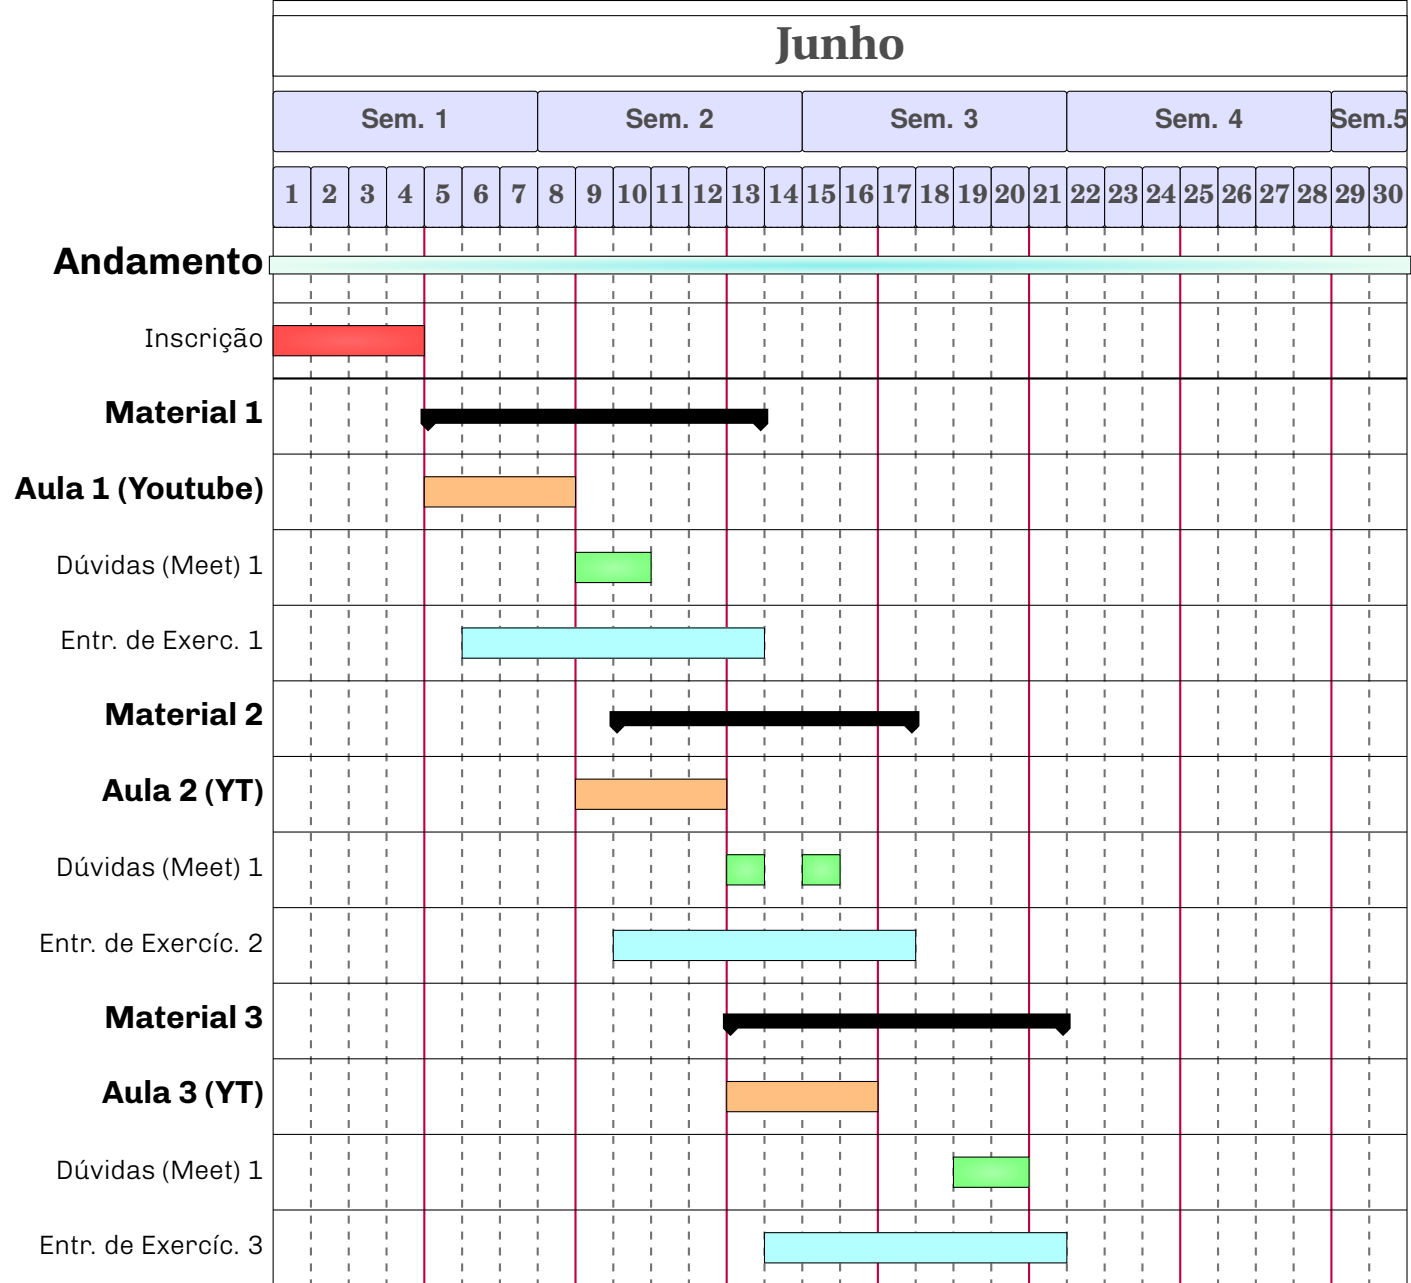 Junho
Sem. 1 Sem. 2 Sem. 3 Sem. 4 Sem.5
1 2 3 4 5 6 7 8 9 10 11 12 13 14 15 16 17 18 19 20 21 22 23 24 25 26 27 28 29 30
Andamento
Inscrição
Material 1
Aula 1 (Youtube)
Dúvidas (Meet) 1
Entr. de Exerc. 1
Material 2
Aula 2 (YT)
Dúvidas (Meet) 1
Entr. de Exercíc. 2
Material 3
Aula 3 (YT)
Dúvidas (Meet) 1
Entr. de Exercíc. 3